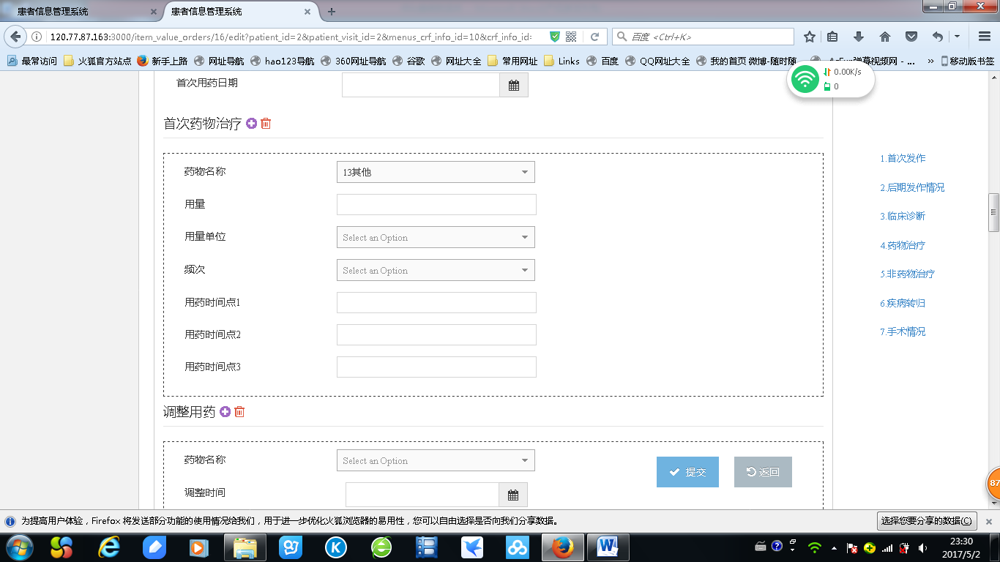 患者信息管理系统
患者信息管理系统
120.77.87.163:3000/item_value_orders/16/edit?patient_id=2&patient_visit_id=2&menus_crf_info_id=10&crf_info_id:
百度 <Ctrl+K>
最常访问 火狐官方站点 新手上路 网址导航 hao123导航 360网址导航 谷歌 网址大全 常用网址 Links 百度 QQ网址大全 我的首页 微博-随时随 AcFun弹幕视频网 - ... » 移动版书签
0.00K/s
0
首次用药日期
首次药物治疗
药物名称 13其他
用量
用量单位 Select an Option
频次 Select an Option
用药时间点1
用药时间点2
用药时间点3
调整用药
药物名称 Select an Option
调整时间
提交 返回
1.首次发作
2.后期发作情况
3.临床诊断
4.药物治疗
5.非药物治疗
6.疾病转归
7.手术情况
87
为提高用户体验，Firefox 将发送部分功能的使用情况给我们，用于进一步优化火狐浏览器的易用性，您可以自由选择是否向我们分享数据。
选择您要分享的数据(C)
23:30
2017/5/2